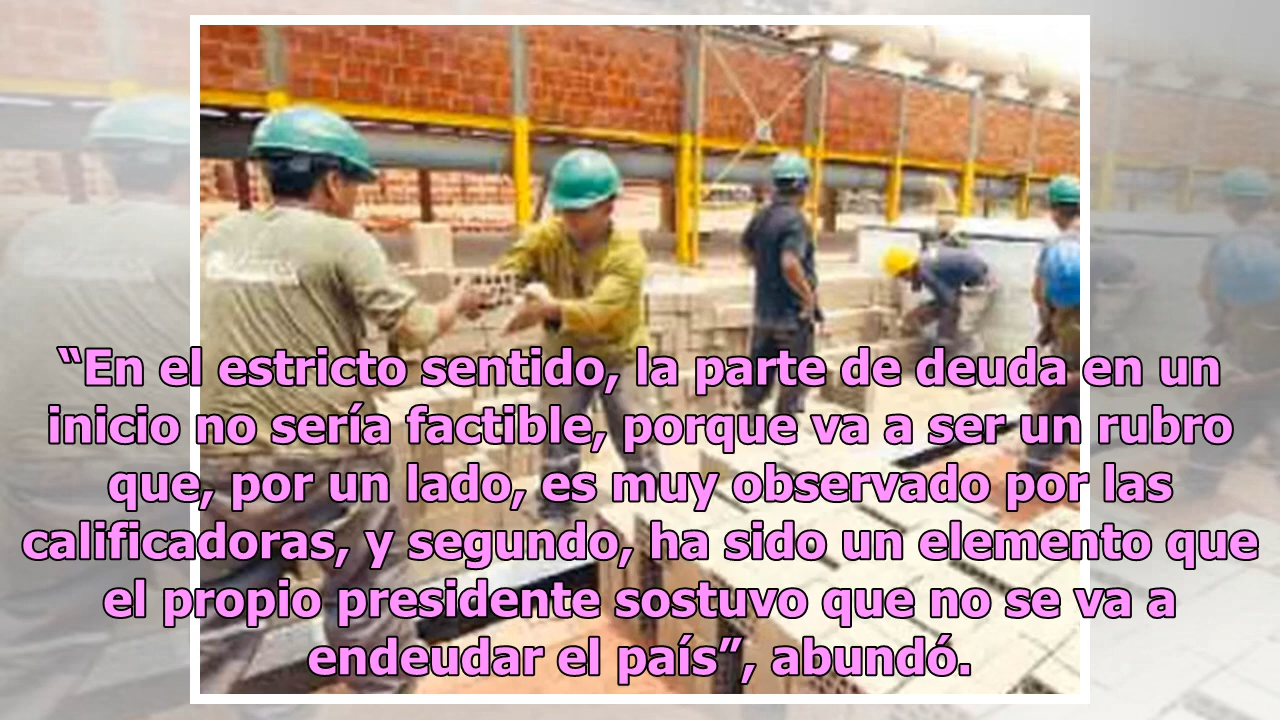 “En el estricto sentido, la parte de deuda en un
inicio no sería factible, porque va a ser un rubro
que, por un lado, es muy observado por las
calificadoras, y segundo, ha sido un elemento que
el propio presidente sostuvo que no se va a
endeudar el país”, abundó.